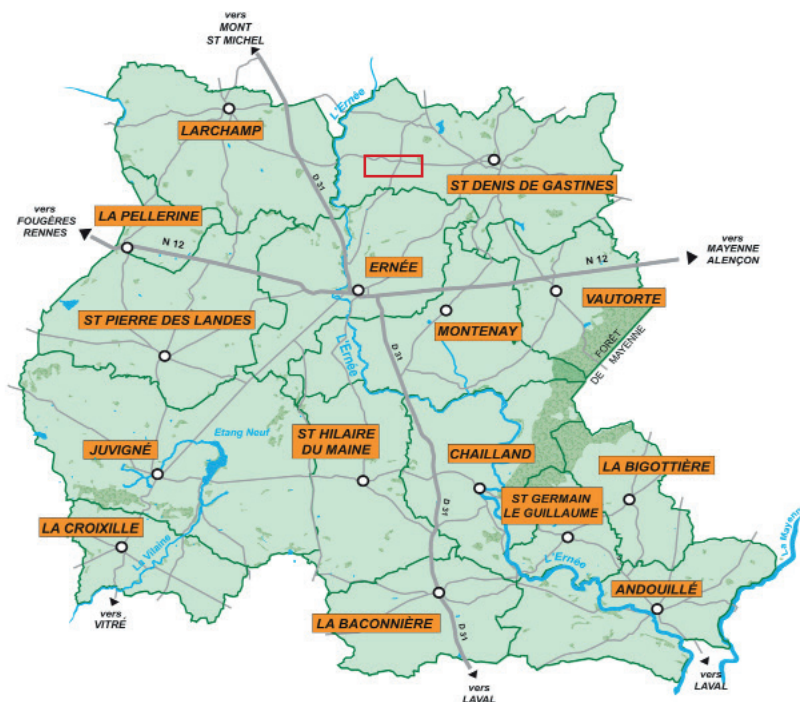 vers
MONT
ST MICHEL
L'Ernée
LARCHAMP
D 31
ST DENIS DE GASTINES
vers
FOUGÈRES
RENNES
LA PELLERINE
N 12
ERNÉE
N 12
vers
MAYENNE
ALENÇON
VAUTORTE
ST PIERRE DES LANDES
MONTENAY
L'Ernée
D 31
FORÊT
DE MAYENNE
Etang Neuf
JUVIGNÉ
ST HILAIRE
DU MAINE
CHAILLAND
LA BIGOTTIÈRE
ST GERMAIN
LE GUILLAUME
D 31
LA CROIXILLE
La Vilaine
L'Ernée
La Mayenne
ANDOUILLÉ
vers
VITRÉ
LA BACONNIÈRE
D 31
vers
LAVAL
vers
LAVAL